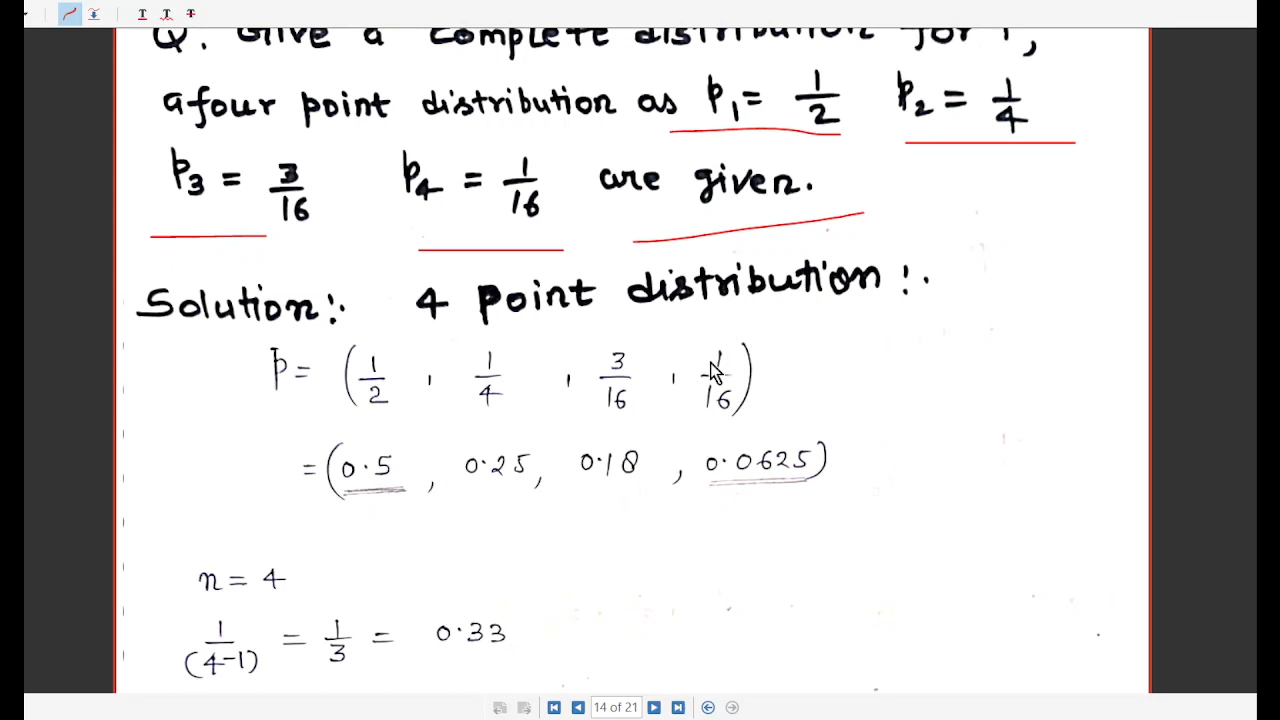 Q. Give a complete distribution for P,
a four point distribution as p₁ = 1/2 p₂ = 1/4
p₃ = 3/16 p₄ = 1/16 are given.
Solution:. 4 point distribution:.
P = (1/2 , 1/4 , 3/16 , 1/16)
= (0.5 , 0.25, 0.18 , 0.0625)
n = 4
1/(4-1) = 1/3 = 0.33
14 of 21